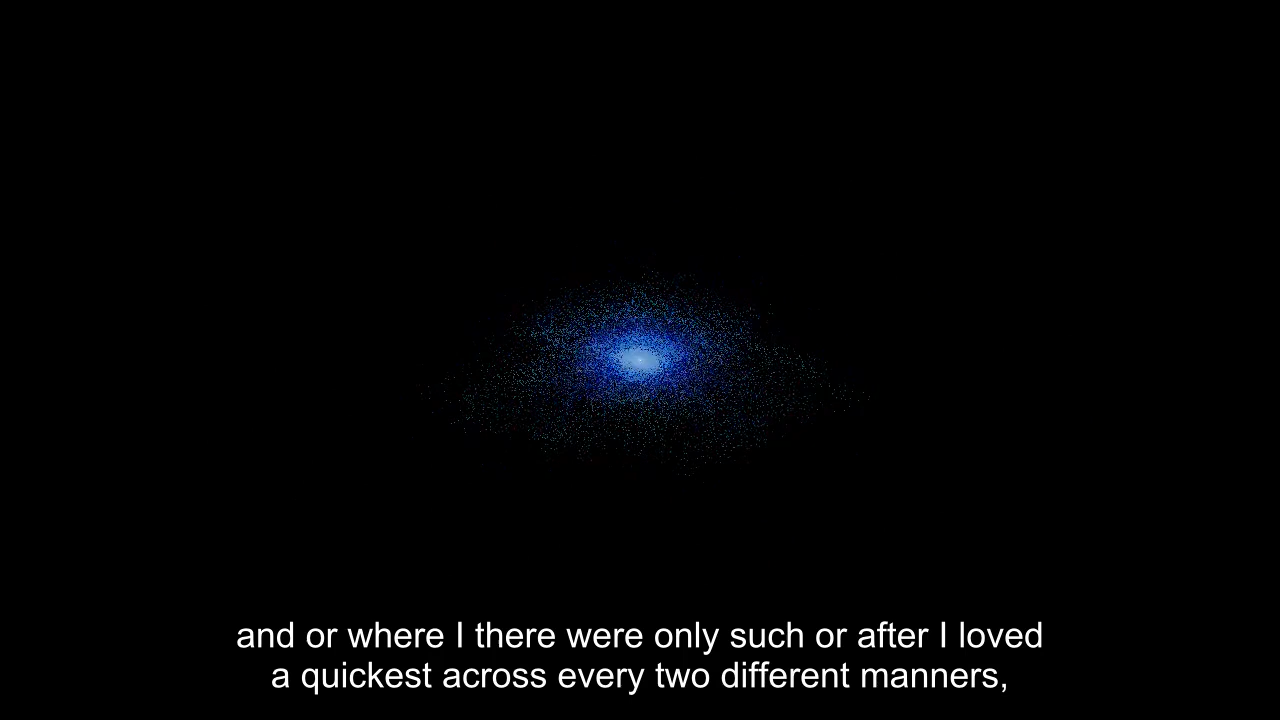 and or where I there were only such or after I loved
a quickest across every two different manners,